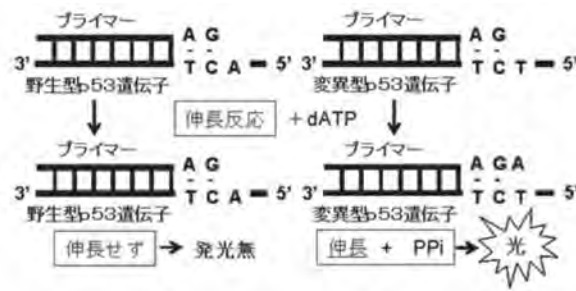 プライマー A G
3' T C A 5'
野生型p53遺伝子
プライマー A G
3' T C T 5'
変異型p53遺伝子
伸長反応 + dATP
プライマー A G
3' T C A 5'
野生型p53遺伝子
プライマー A G A
3' T C T 5'
変異型p53遺伝子
伸長せず 発光無
伸長 + PPi 光